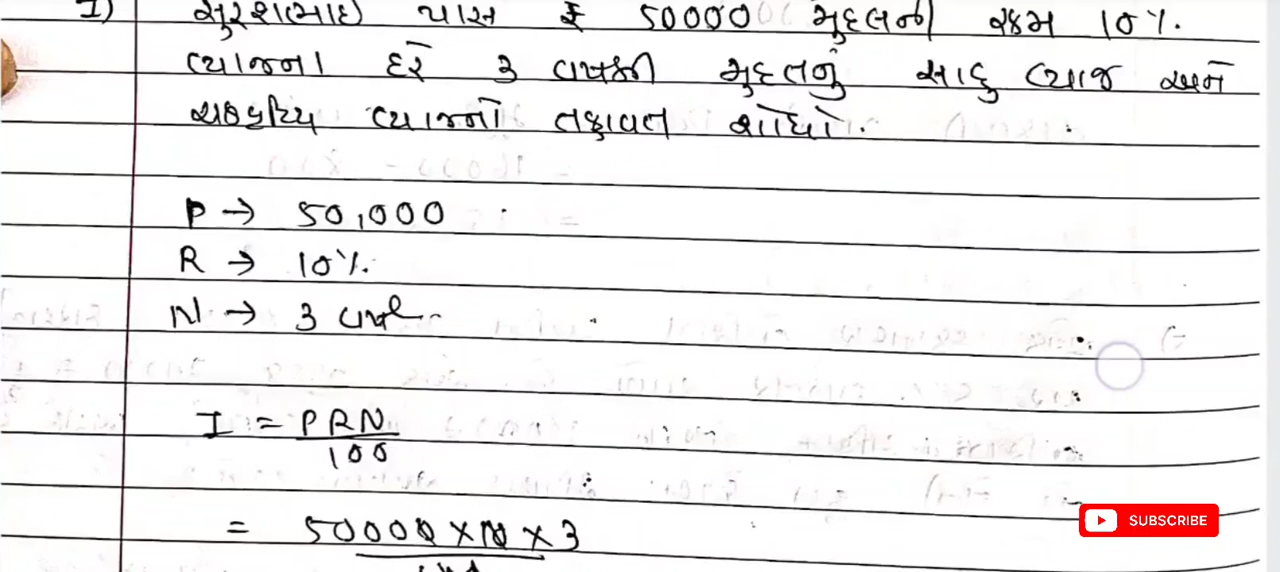 I) સુરેશભાઈ પાસે ₹ 50000 મુદલની રકમ 10%.
વ્યાજના દરે 3 વર્ષની મુદ્દતનું સાદુ વ્યાજ અને
ચક્રવૃદ્ધિ વ્યાજનો તફાવત શોધો.
P → 50,000
R → 10%.
N → 3 વર્ષ
I = PRN
100
= 50000 × 10 × 3
SUBSCRIBE